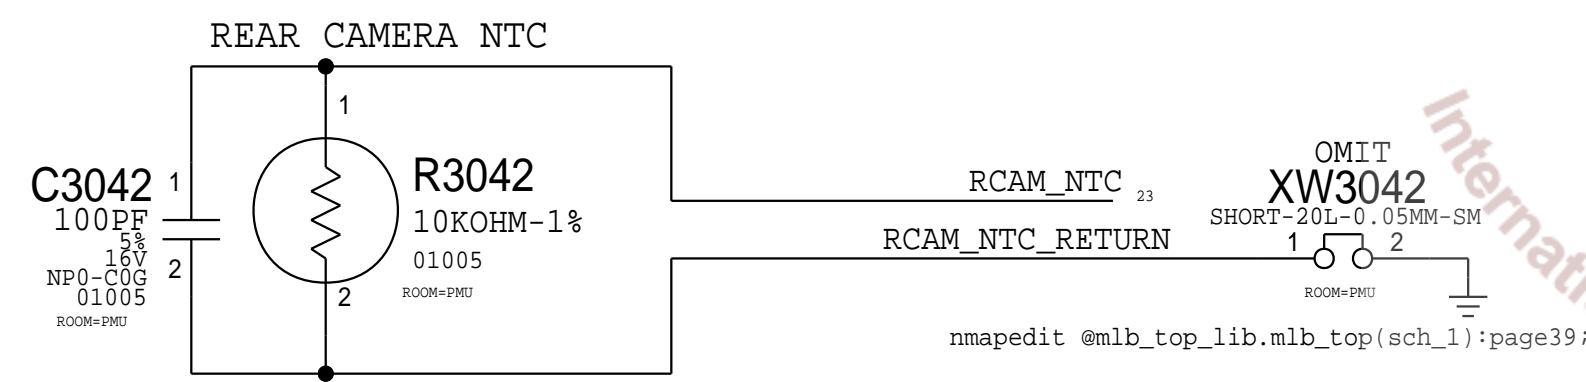 REAR CAMERA NTC
1
C3042
1
100PF
5%
16V
NP0-C0G
01005
2
ROOM=PMU
R3042
10KOHM-1%
01005
ROOM=PMU
2
RCAM_NTC
23
RCAM_NTC_RETURN
OMIT
XW3042
SHORT-20L-0.05MM-SM
1
2
ROOM=PMU
nmapedit @mlb_top_lib.mlb_top(sch_1):page39;